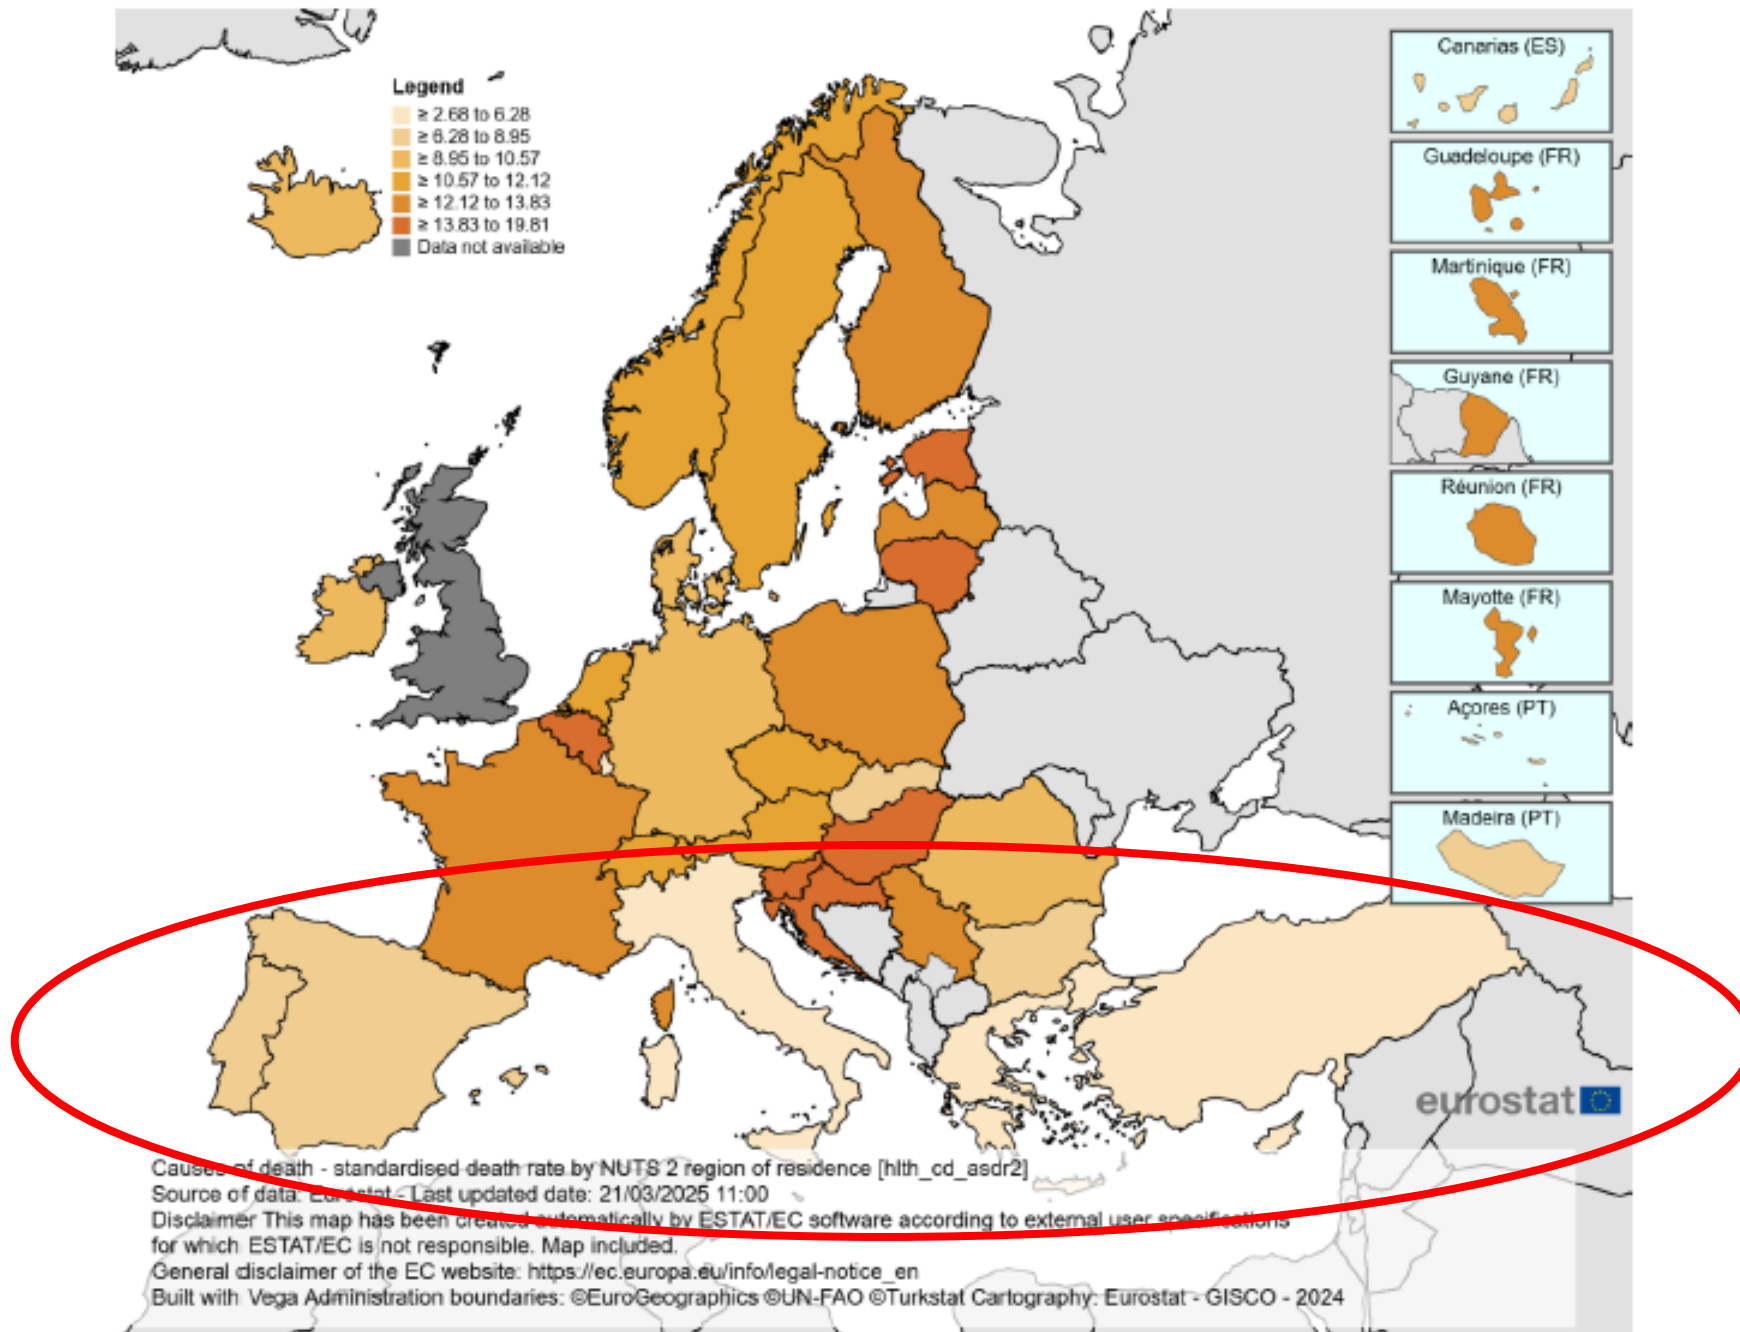 Legend
≥ 2.68 to 6.28
≥ 6.28 to 8.95
≥ 8.95 to 10.57
≥ 10.57 to 12.12
≥ 12.12 to 13.83
≥ 13.83 to 19.81
Data not available
Canarias (ES)
Guadeloupe (FR)
Martinique (FR)
Guyane (FR)
Réunion (FR)
Mayotte (FR)
Açores (PT)
Madeira (PT)
eurostat
Causes of death - standardised death rate by NUTS 2 region of residence [hlth_cd_asdr2]
Source of data: Eurostat - Last updated date: 21/03/2025 11:00
Disclaimer This map has been created automatically by ESTAT/EC software according to external user specifications
for which ESTAT/EC is not responsible. Map included.
General disclaimer of the EC website: https://ec.europa.eu/info/legal-notice_en
Built with Vega Administration boundaries: ©EuroGeographics ©UN-FAO ©Turkstat Cartography: Eurostat - GISCO - 2024